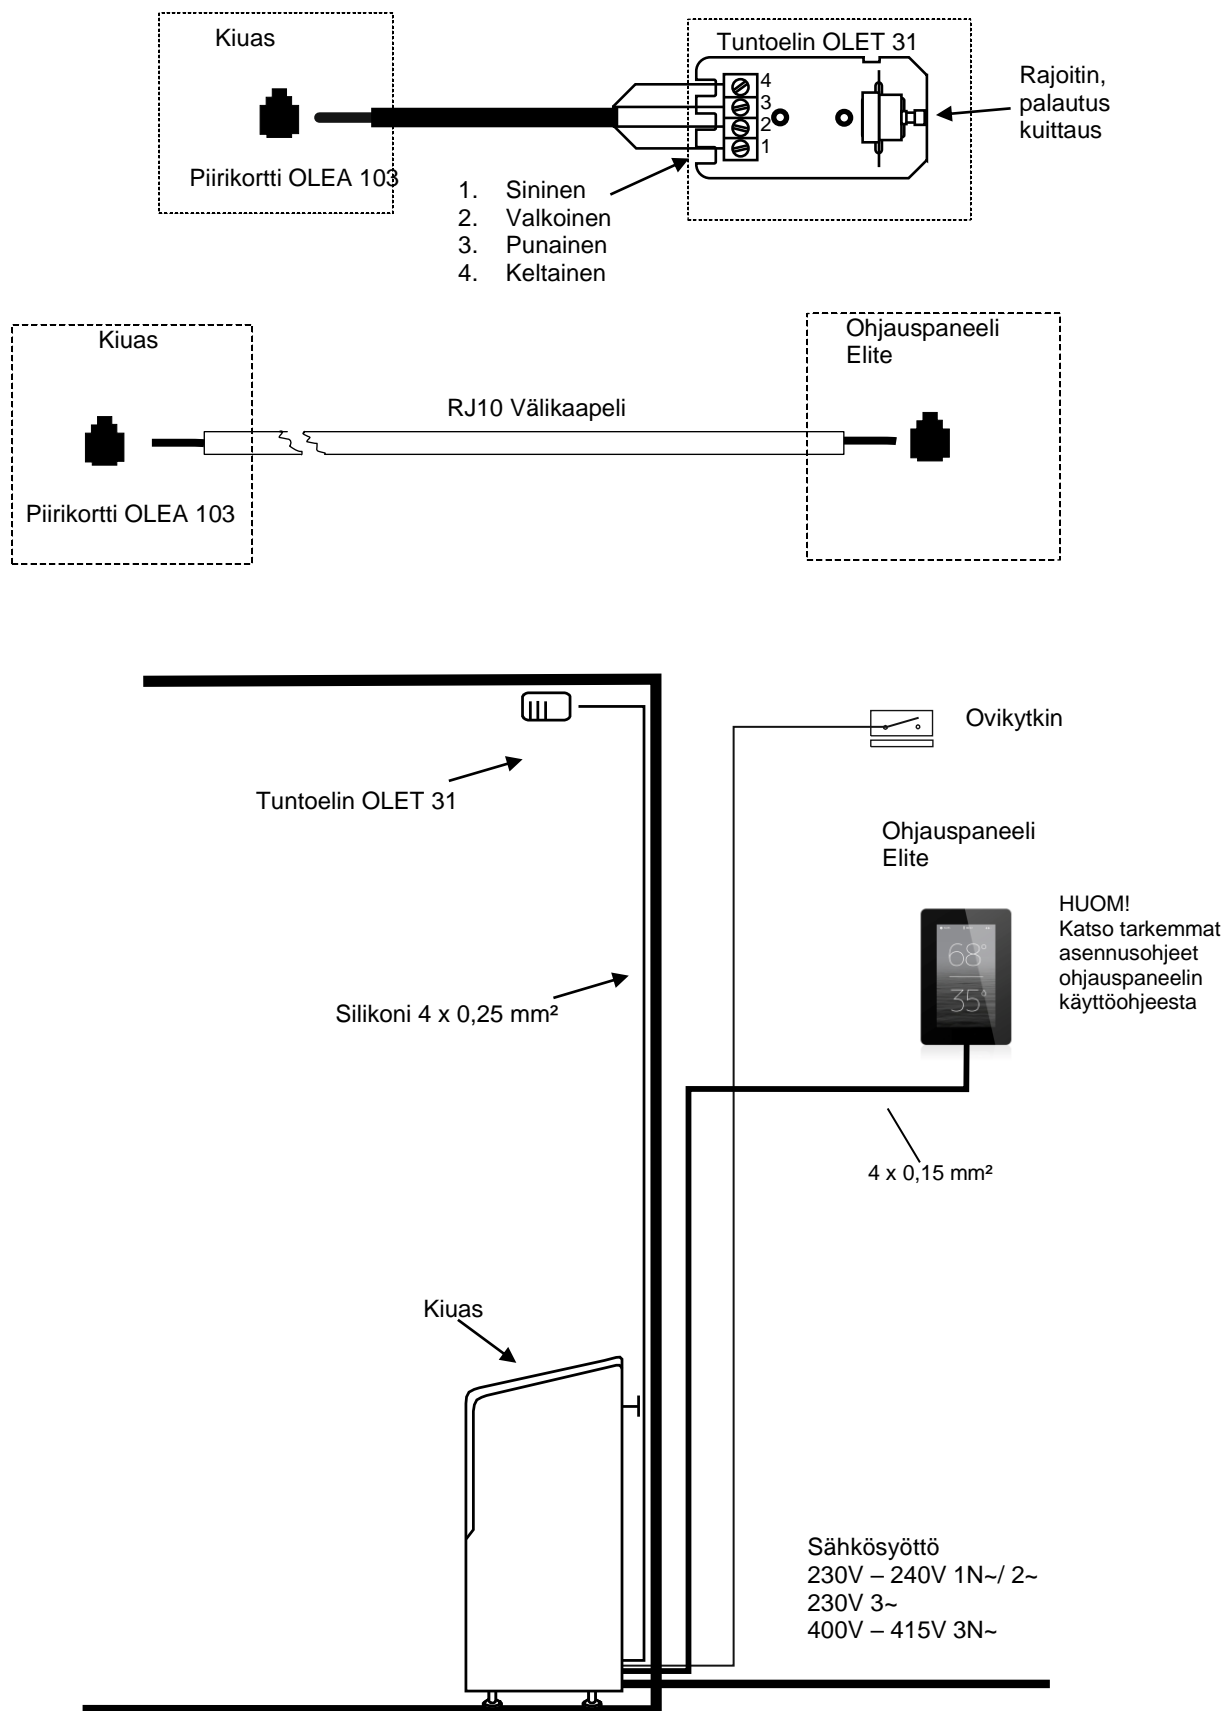 Kiuas
Tuntoelin OLET 31
4
3
2
1
Rajoitin,
palautus
kuittaus
Piirikortti OLEA 103
1. Sininen
2. Valkoinen
3. Punainen
4. Keltainen
Kiuas
Ohjauspaneeli
Elite
RJ10 Välikaapeli
Piirikortti OLEA 103
Ovikytkin
Tuntoelin OLET 31
Ohjauspaneeli
Elite
68°
35°
HUOM!
Katso tarkemmat
asennusohjeet
ohjauspaneelin
käyttöohjeesta
Silikoni 4 x 0,25 mm²
4 x 0,15 mm²
Kiuas
Sähkösyöttö
230V – 240V 1N~/ 2~
230V 3~
400V – 415V 3N~